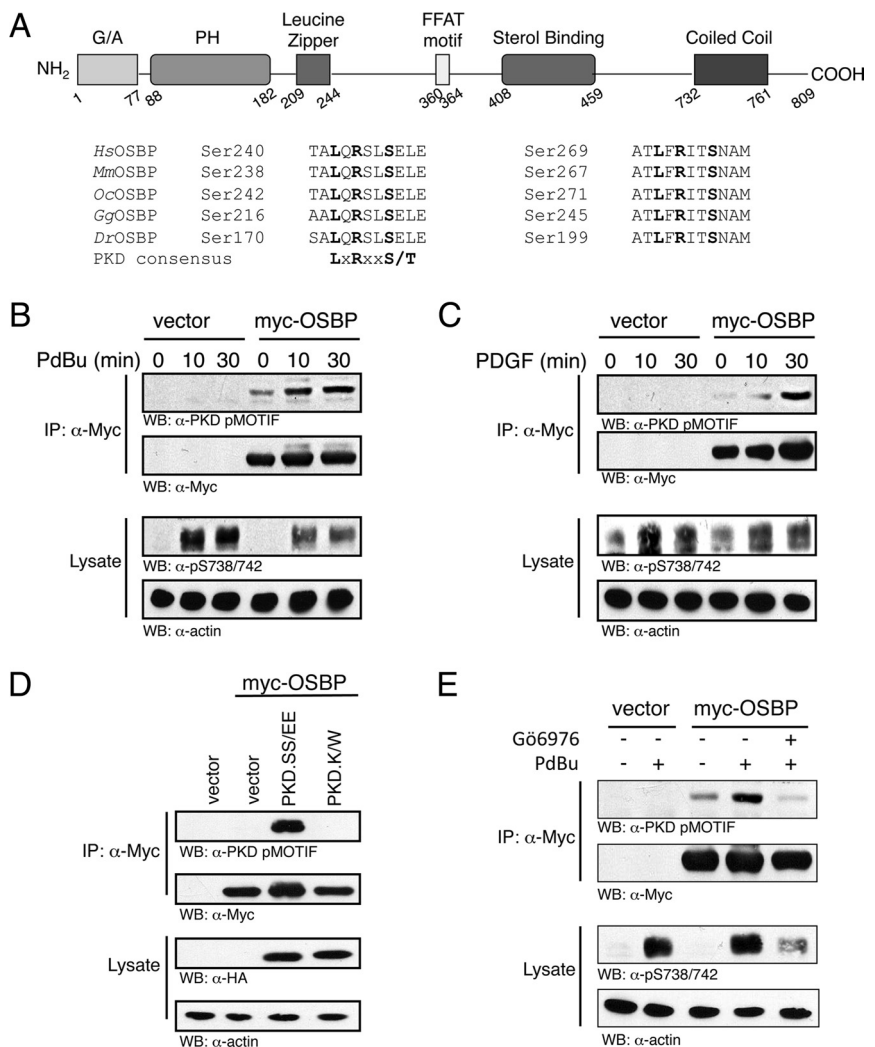 A
G/A
PH
Leucine
Zipper
FFAT
motif
Sterol Binding
Coiled Coil
NH2
COOH
1 77 88 182 209 244 360 364 408 459 732 761 809
HsOSBP Ser240 TALQRSLSELE Ser269 ATLFRITSNAM
MmOSBP Ser238 TALQRSLSELE Ser267 ATLFRITSNAM
OcOSBP Ser242 TALQRSLSELE Ser271 ATLFRITSNAM
GgOSBP Ser216 AALQRSLSELE Ser245 ATLFRITSNAM
DrOSBP Ser170 SALQRSLSELE Ser199 ATLFRITSNAM
PKD consensus LxRxxS/T
B
vector myc-OSBP
PdBu (min) 0 10 30 0 10 30
IP: α-Myc
WB: α-PKD pMOTIF
WB: α-Myc
Lysate
WB: α-pS738/742
WB: α-actin
C
vector myc-OSBP
PDGF (min) 0 10 30 0 10 30
IP: α-Myc
WB: α-PKD pMOTIF
WB: α-Myc
Lysate
WB: α-pS738/742
WB: α-actin
D
myc-OSBP
vector
vector
PKD.SS/EE
PKD.K/W
IP: α-Myc
WB: α-PKD pMOTIF
WB: α-Myc
Lysate
WB: α-HA
WB: α-actin
E
vector myc-OSBP
Gö6976 - - - - +
PdBu - + - + +
IP: α-Myc
WB: α-PKD pMOTIF
WB: α-Myc
Lysate
WB: α-pS738/742
WB: α-actin